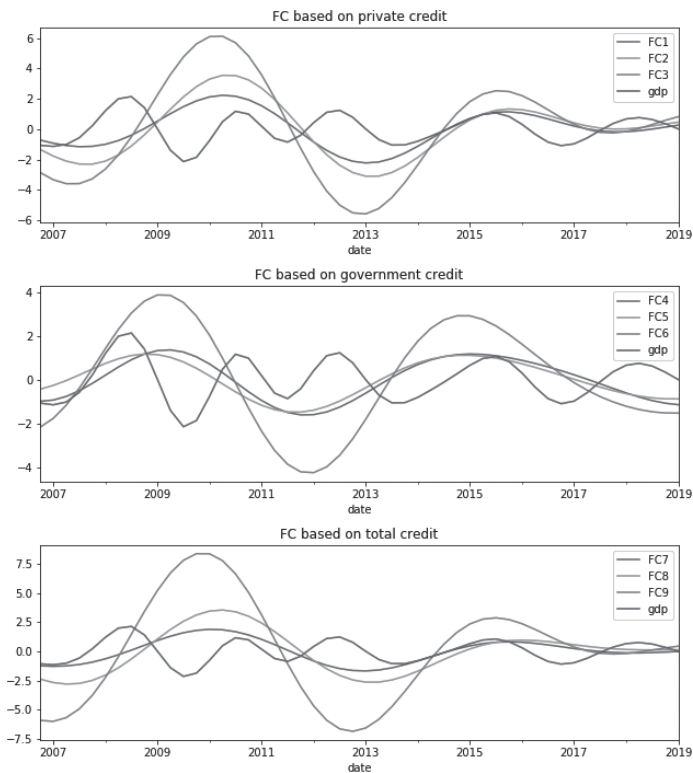 FC based on private credit
6
4
2
0
−2
−4
−6
FC1
FC2
FC3
gdp
2007 2009 2011 2013 2015 2017 2019
date
FC based on government credit
4
2
0
−2
−4
FC4
FC5
FC6
gdp
2007 2009 2011 2013 2015 2017 2019
date
FC based on total credit
7.5
5.0
2.5
0.0
−2.5
−5.0
−7.5
FC7
FC8
FC9
gdp
2007 2009 2011 2013 2015 2017 2019
date